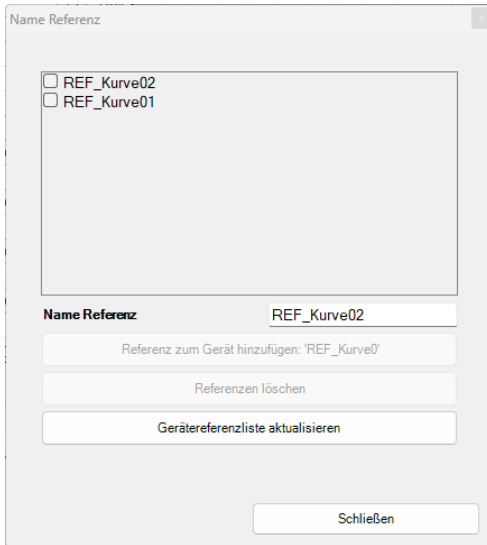 Name Referenz
REF_Kurve02
REF_Kurve01
Name Referenz
REF_Kurve02
Referenz zum Gerät hinzufügen: 'REF_Kurve0'
Referenzen löschen
Gerätereferenzliste aktualisieren
Schließen